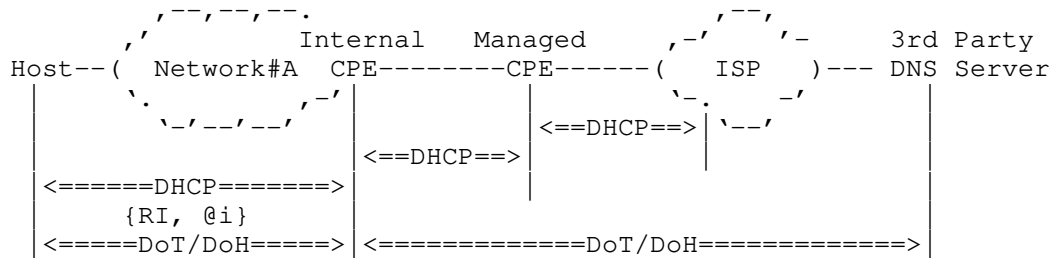 ,--,--,--. ,--,
,' Internal Managed ,-' '- 3rd Party
Host--( Network#A CPE--------CPE------( ISP )--- DNS Server
| `. ,-'| | `-. -' |
| `-'--'--' | |<==DHCP==>|`--' |
| |<==DHCP==>| | |
|<======DHCP=======>| | |
| {RI, @i} | |
|<=====DoT/DoH=====>|<=============DoT/DoH=============>|